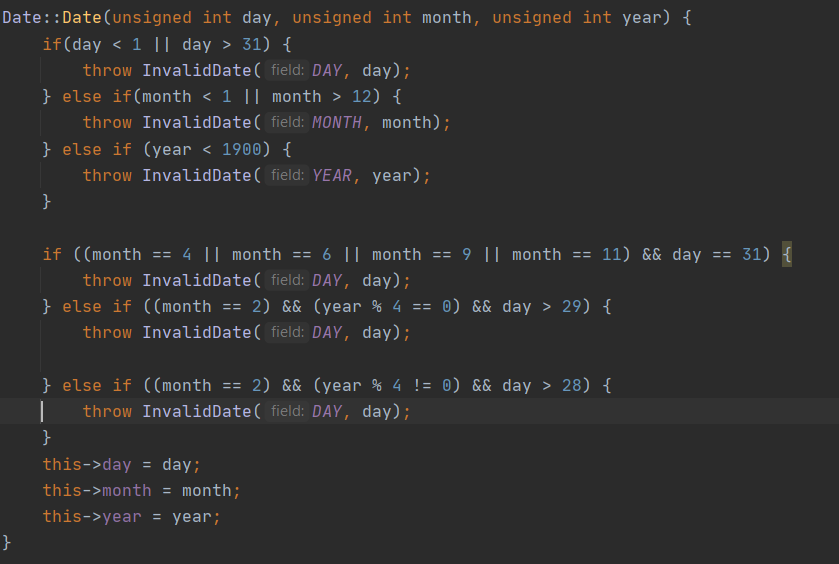 Date::Date(unsigned int day, unsigned int month, unsigned int year) {
    if(day < 1 || day > 31) {
        throw InvalidDate( field: DAY, day);
    } else if(month < 1 || month > 12) {
        throw InvalidDate( field: MONTH, month);
    } else if (year < 1900) {
        throw InvalidDate( field: YEAR, year);
    }

    if ((month == 4 || month == 6 || month == 9 || month == 11) && day == 31) {
        throw InvalidDate( field: DAY, day);
    } else if ((month == 2) && (year % 4 == 0) && day > 29) {
        throw InvalidDate( field: DAY, day);

    } else if ((month == 2) && (year % 4 != 0) && day > 28) {
        throw InvalidDate( field: DAY, day);
    }
    this->day = day;
    this->month = month;
    this->year = year;
}